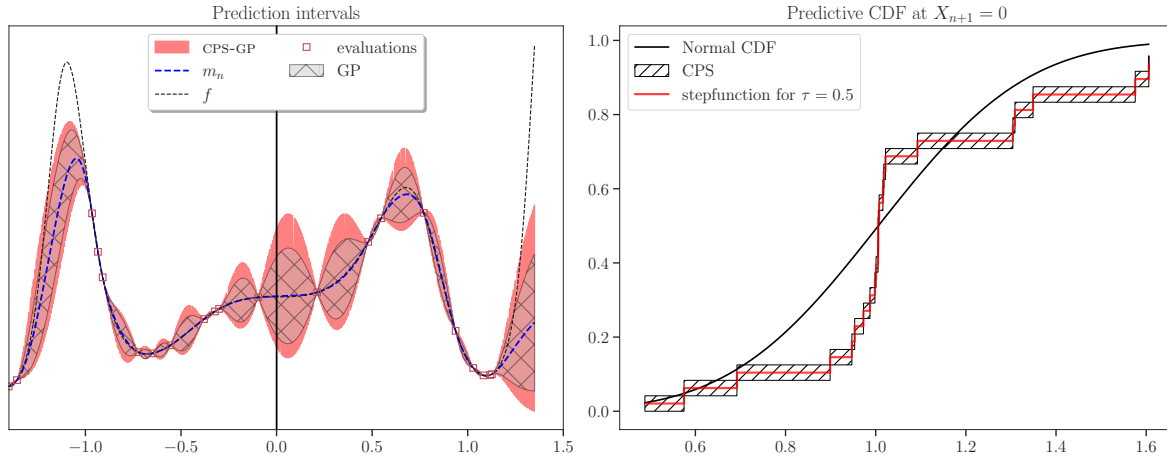 Prediction intervals
CPS-GP
m_n
f
evaluations
GP
−1.0 −0.5 0.0 0.5 1.0 1.5
Predictive CDF at X_{n+1} = 0
Normal CDF
CPS
stepfunction for τ = 0.5
1.0
0.8
0.6
0.4
0.2
0.0
0.6 0.8 1.0 1.2 1.4 1.6